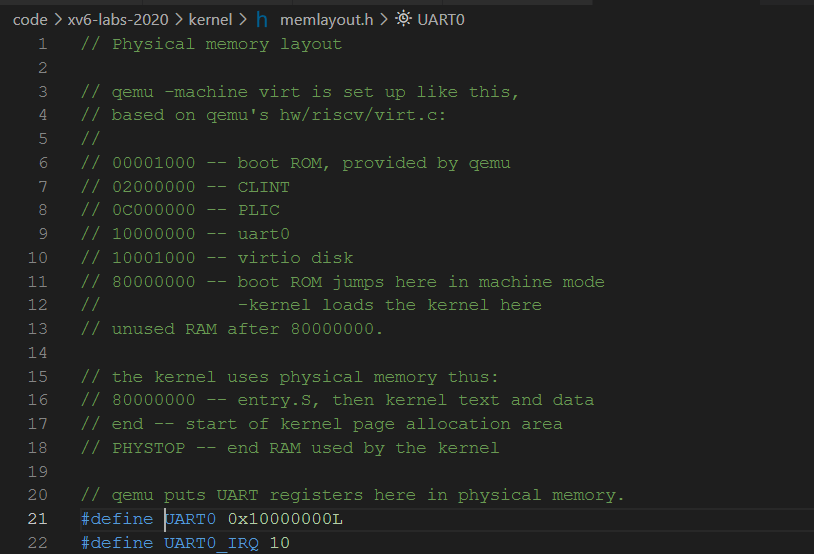 code > xv6-labs-2020 > kernel > h memlayout.h > UART0
1 // Physical memory layout
2
3 // qemu -machine virt is set up like this,
4 // based on qemu's hw/riscv/virt.c:
5 //
6 // 00001000 -- boot ROM, provided by qemu
7 // 02000000 -- CLINT
8 // 0C000000 -- PLIC
9 // 10000000 -- uart0
10 // 10001000 -- virtio disk
11 // 80000000 -- boot ROM jumps here in machine mode
12 //             -kernel loads the kernel here
13 // unused RAM after 80000000.
14
15 // the kernel uses physical memory thus:
16 // 80000000 -- entry.S, then kernel text and data
17 // end -- start of kernel page allocation area
18 // PHYSTOP -- end RAM used by the kernel
19
20 // qemu puts UART registers here in physical memory.
21 #define UART0 0x10000000L
22 #define UART0_IRQ 10